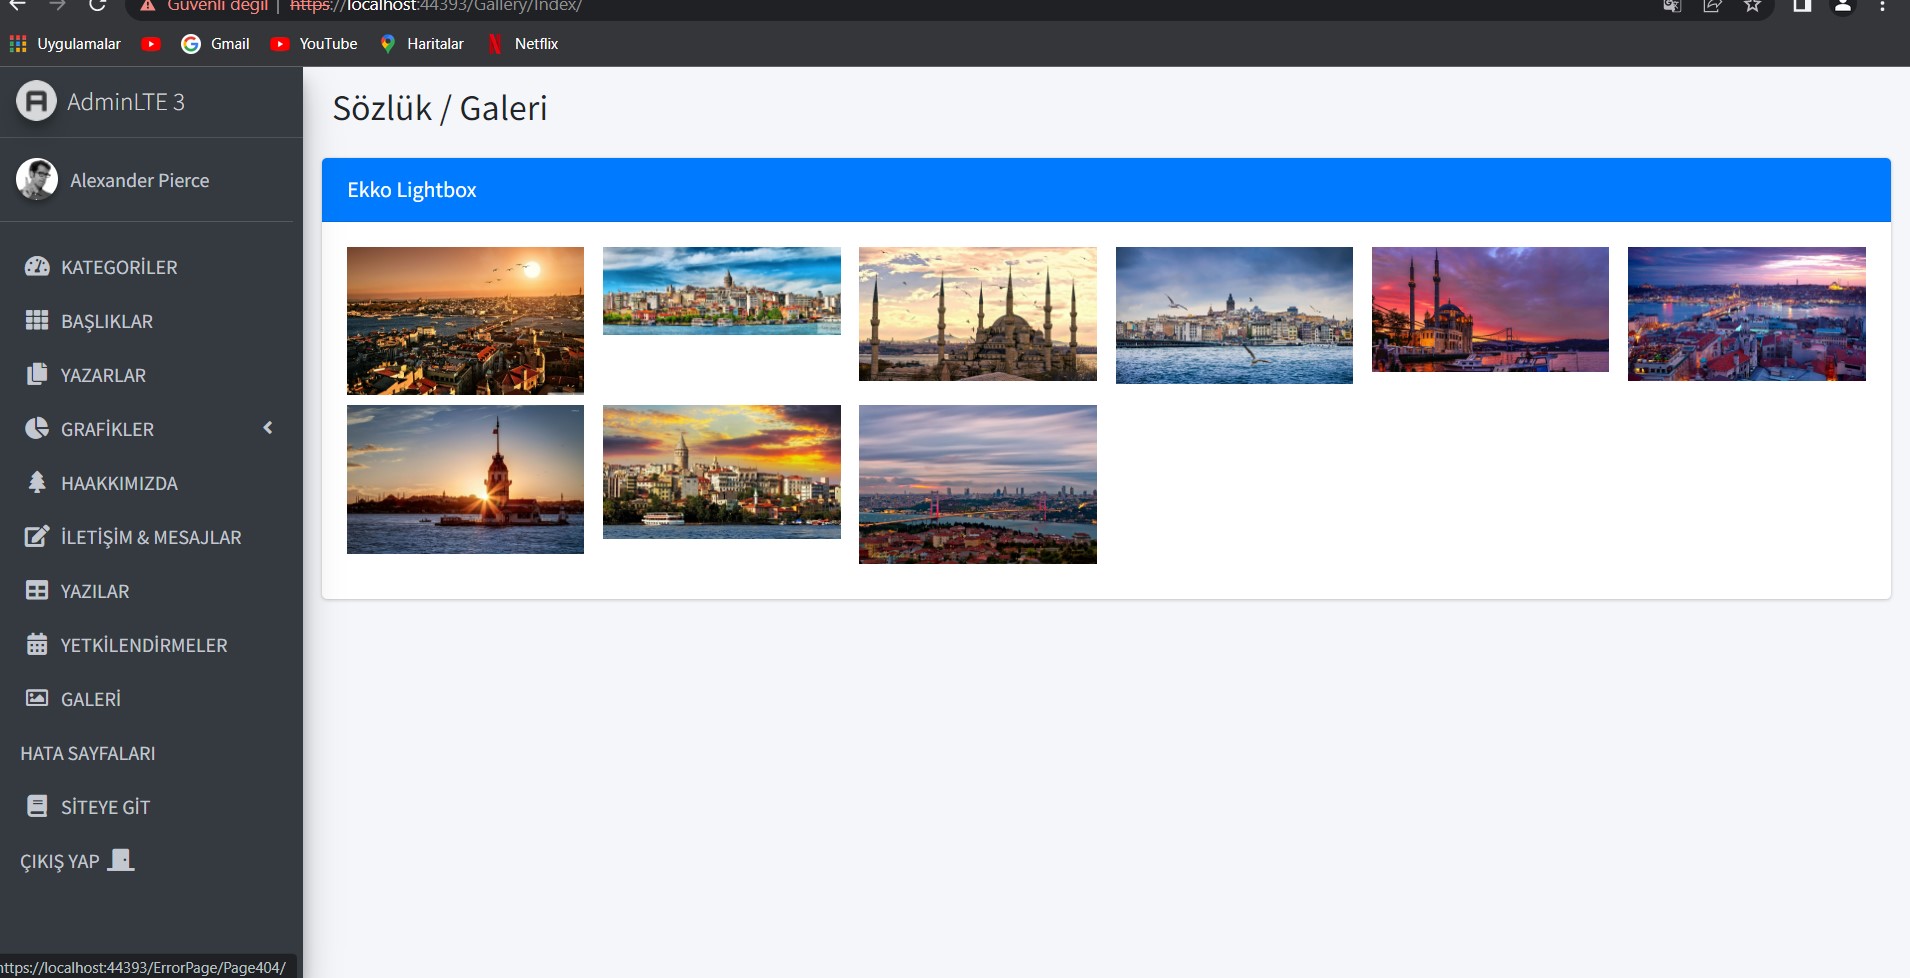 Güvenli değil | https://localhost:44393/Gallery/Index/
Uygulamalar Gmail YouTube Haritalar Netflix
AdminLTE 3
Alexander Pierce
KATEGORİLER
BAŞLIKLAR
YAZARLAR
GRAFİKLER
HAAKKIMIZDA
İLETİŞİM & MESAJLAR
YAZILAR
YETKİLENDİRMELER
GALERİ
HATA SAYFALARI
SİTEYE GİT
ÇIKIŞ YAP
Sözlük / Galeri
Ekko Lightbox
https://localhost:44393/ErrorPage/Page404/